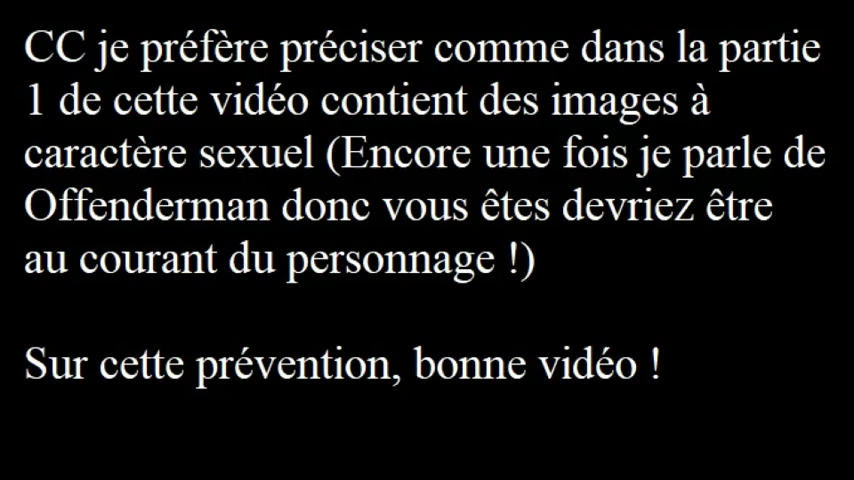 CC je préfère préciser comme dans la partie
1 de cette vidéo contient des images à
caractère sexuel (Encore une fois je parle de
Offenderman donc vous êtes devriez être
au courant du personnage !)
Sur cette prévention, bonne vidéo !